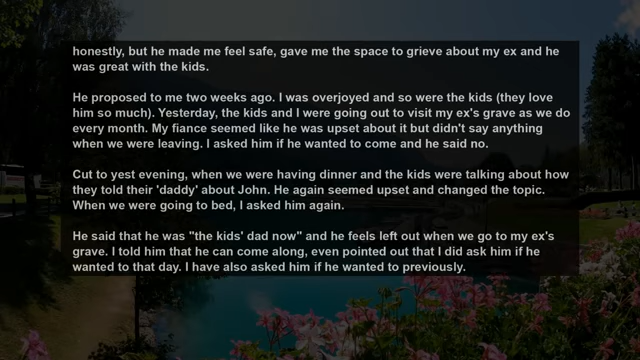 honestly, but he made me feel safe, gave me the space to grieve about my ex and he
was great with the kids.
He proposed to me two weeks ago. I was overjoyed and so were the kids (they love
him so much). Yesterday, the kids and I were going out to visit my ex's grave as we do
every month. My fiance seemed like he was upset about it but didn't say anything
when we were leaving. I asked him if he wanted to come and he said no.
Cut to yest evening, when we were having dinner and the kids were talking about how
they told their 'daddy' about John. He again seemed upset and changed the topic.
When we were going to bed, I asked him again.
He said that he was "the kids' dad now" and he feels left out when we go to my ex's
grave. I told him that he can come along, even pointed out that I did ask him if he
wanted to that day. I have also asked him if he wanted to previously.